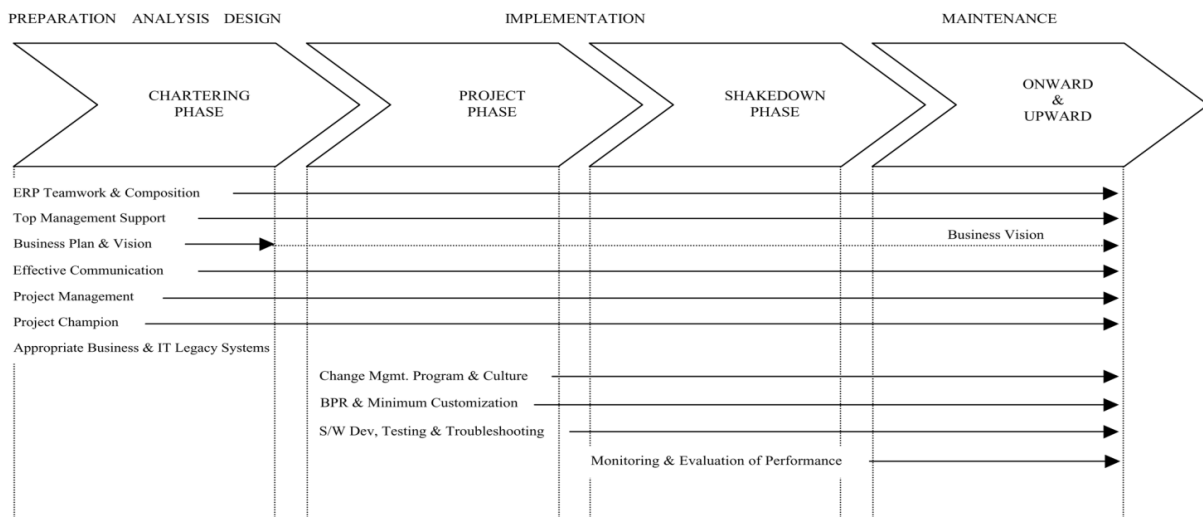 PREPARATION ANALYSIS DESIGN
IMPLEMENTATION
MAINTENANCE
CHARTERING
PHASE
PROJECT
PHASE
SHAKEDOWN
PHASE
ONWARD
&
UPWARD
ERP Teamwork & Composition
Top Management Support
Business Plan & Vision
Business Vision
Effective Communication
Project Management
Project Champion
Appropriate Business & IT Legacy Systems
Change Mgmt. Program & Culture
BPR & Minimum Customization
S/W Dev, Testing & Troubleshooting
Monitoring & Evaluation of Performance